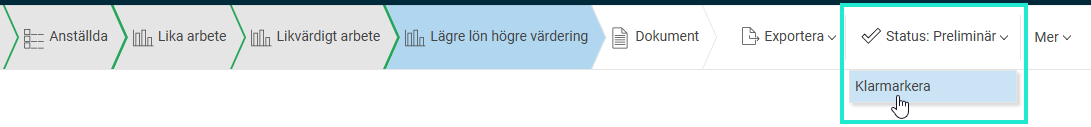 Anställda Lika arbete Likvärdigt arbete Lägre lön högre värdering Dokument Exportera Status: Preliminär Mer
Klarmarkera